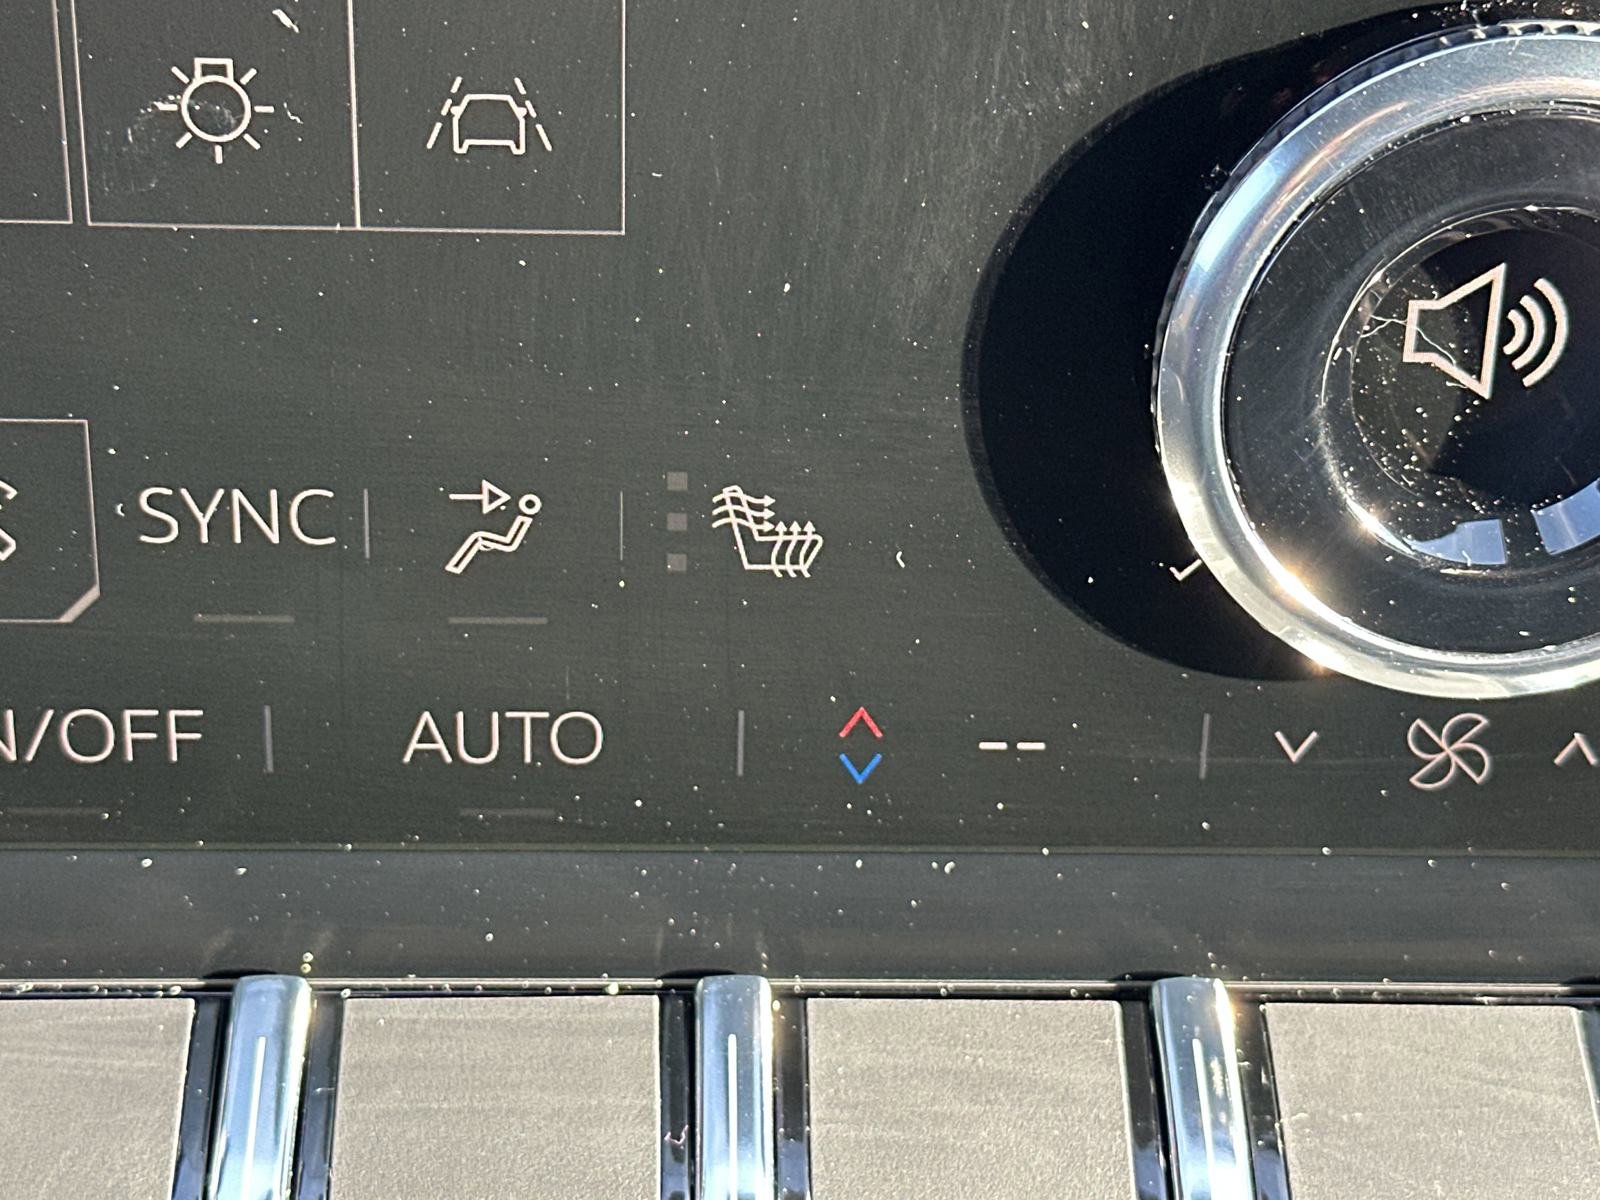 SYNC
N/OFF AUTO --